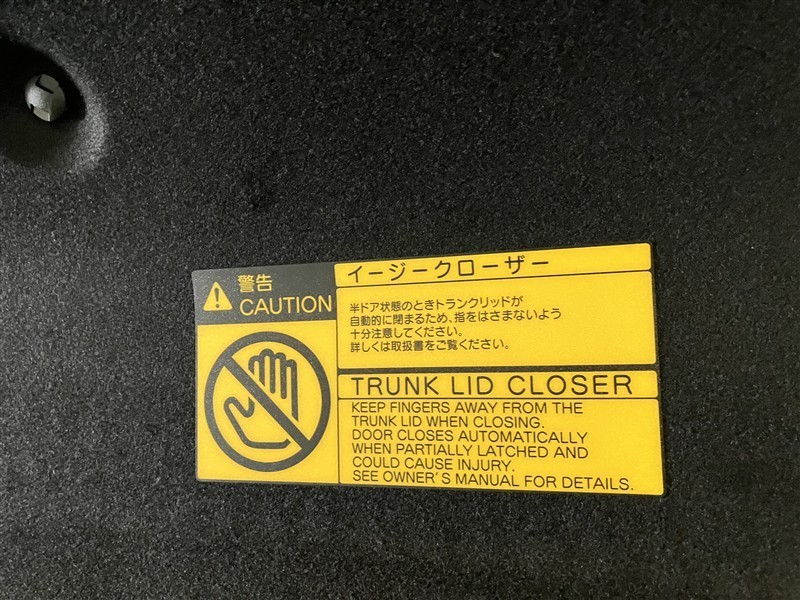 警告
CAUTION
イージークローザー
半ドア状態のときトランクリッドが
自動的に閉まるため、指をはさまないよう
十分注意してください。
詳しくは取扱書をご覧ください。
TRUNK LID CLOSER
KEEP FINGERS AWAY FROM THE
TRUNK LID WHEN CLOSING.
DOOR CLOSES AUTOMATICALLY
WHEN PARTIALLY LATCHED AND
COULD CAUSE INJURY.
SEE OWNER'S MANUAL FOR DETAILS.